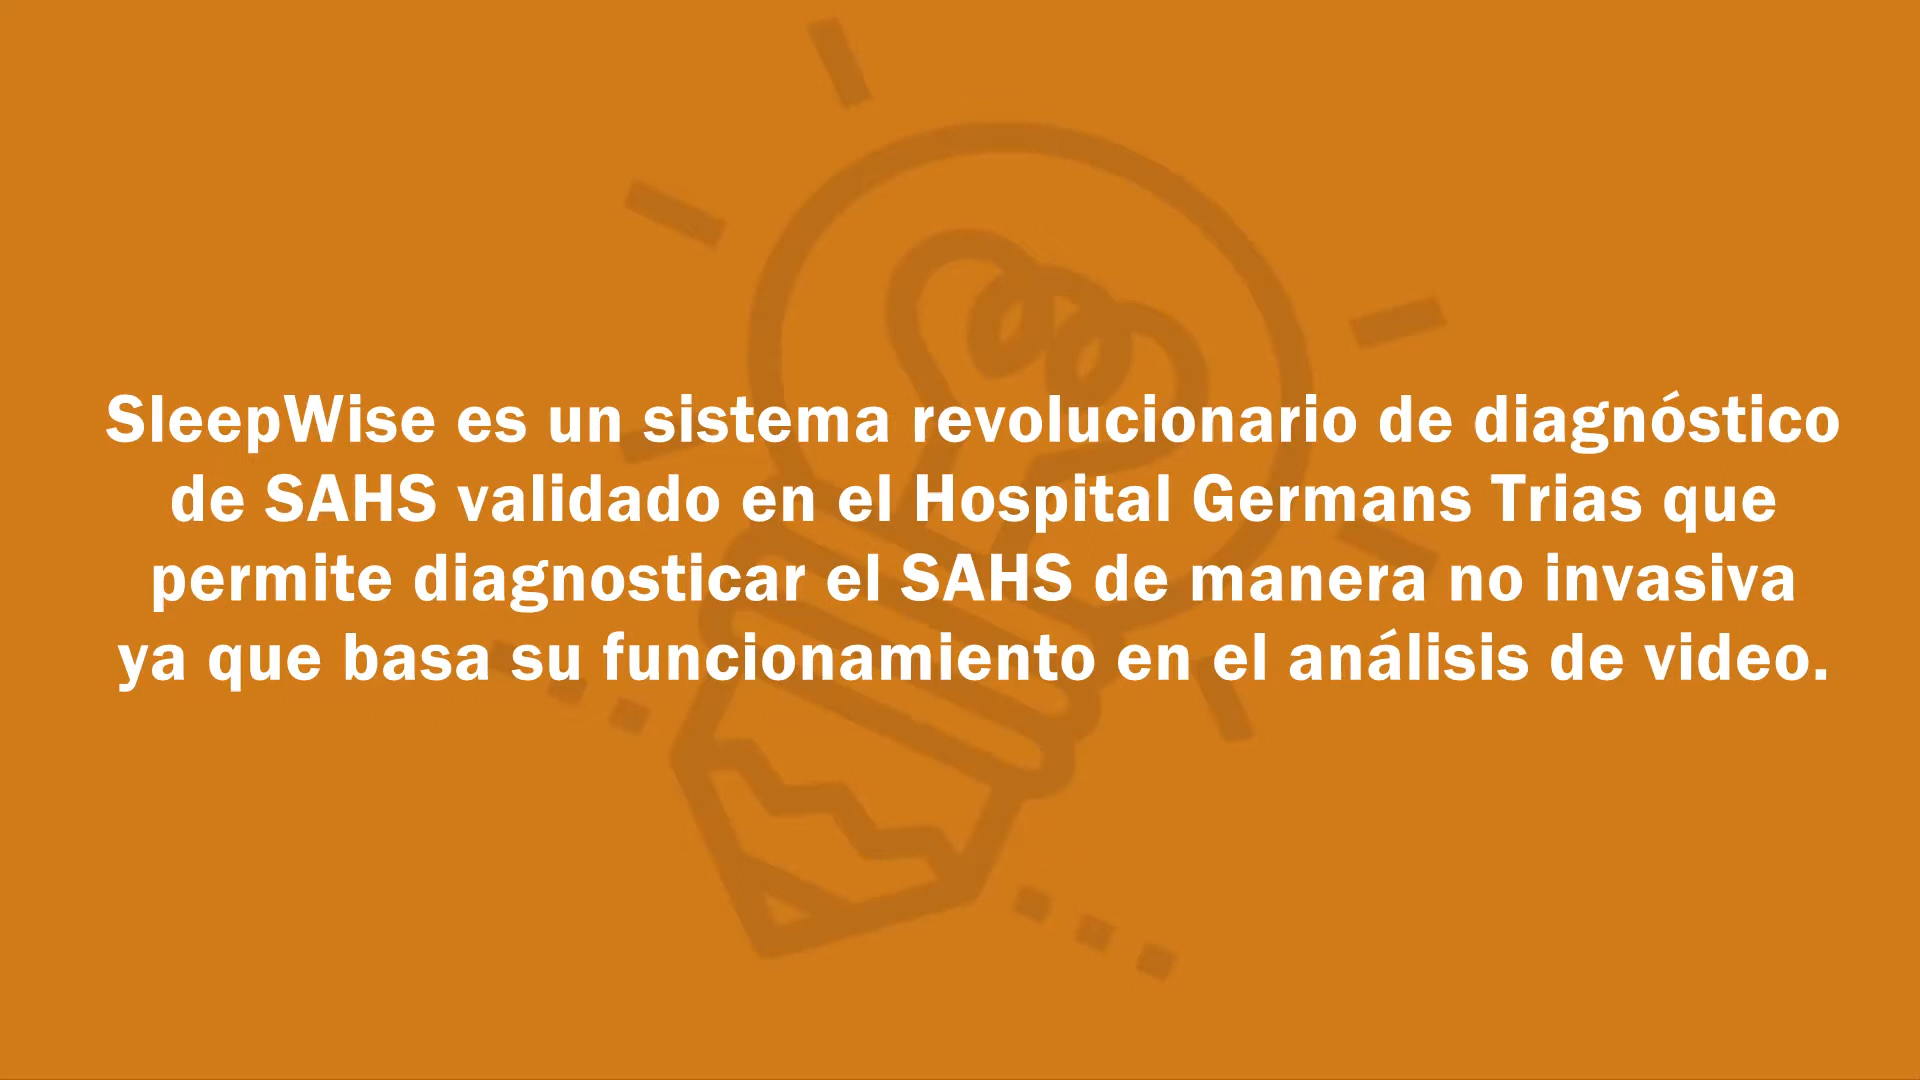 SleepWise es un sistema revolucionario de diagnóstico
de SAHS validado en el Hospital Germans Trias que
permite diagnosticar el SAHS de manera no invasiva
ya que basa su funcionamiento en el análisis de video.